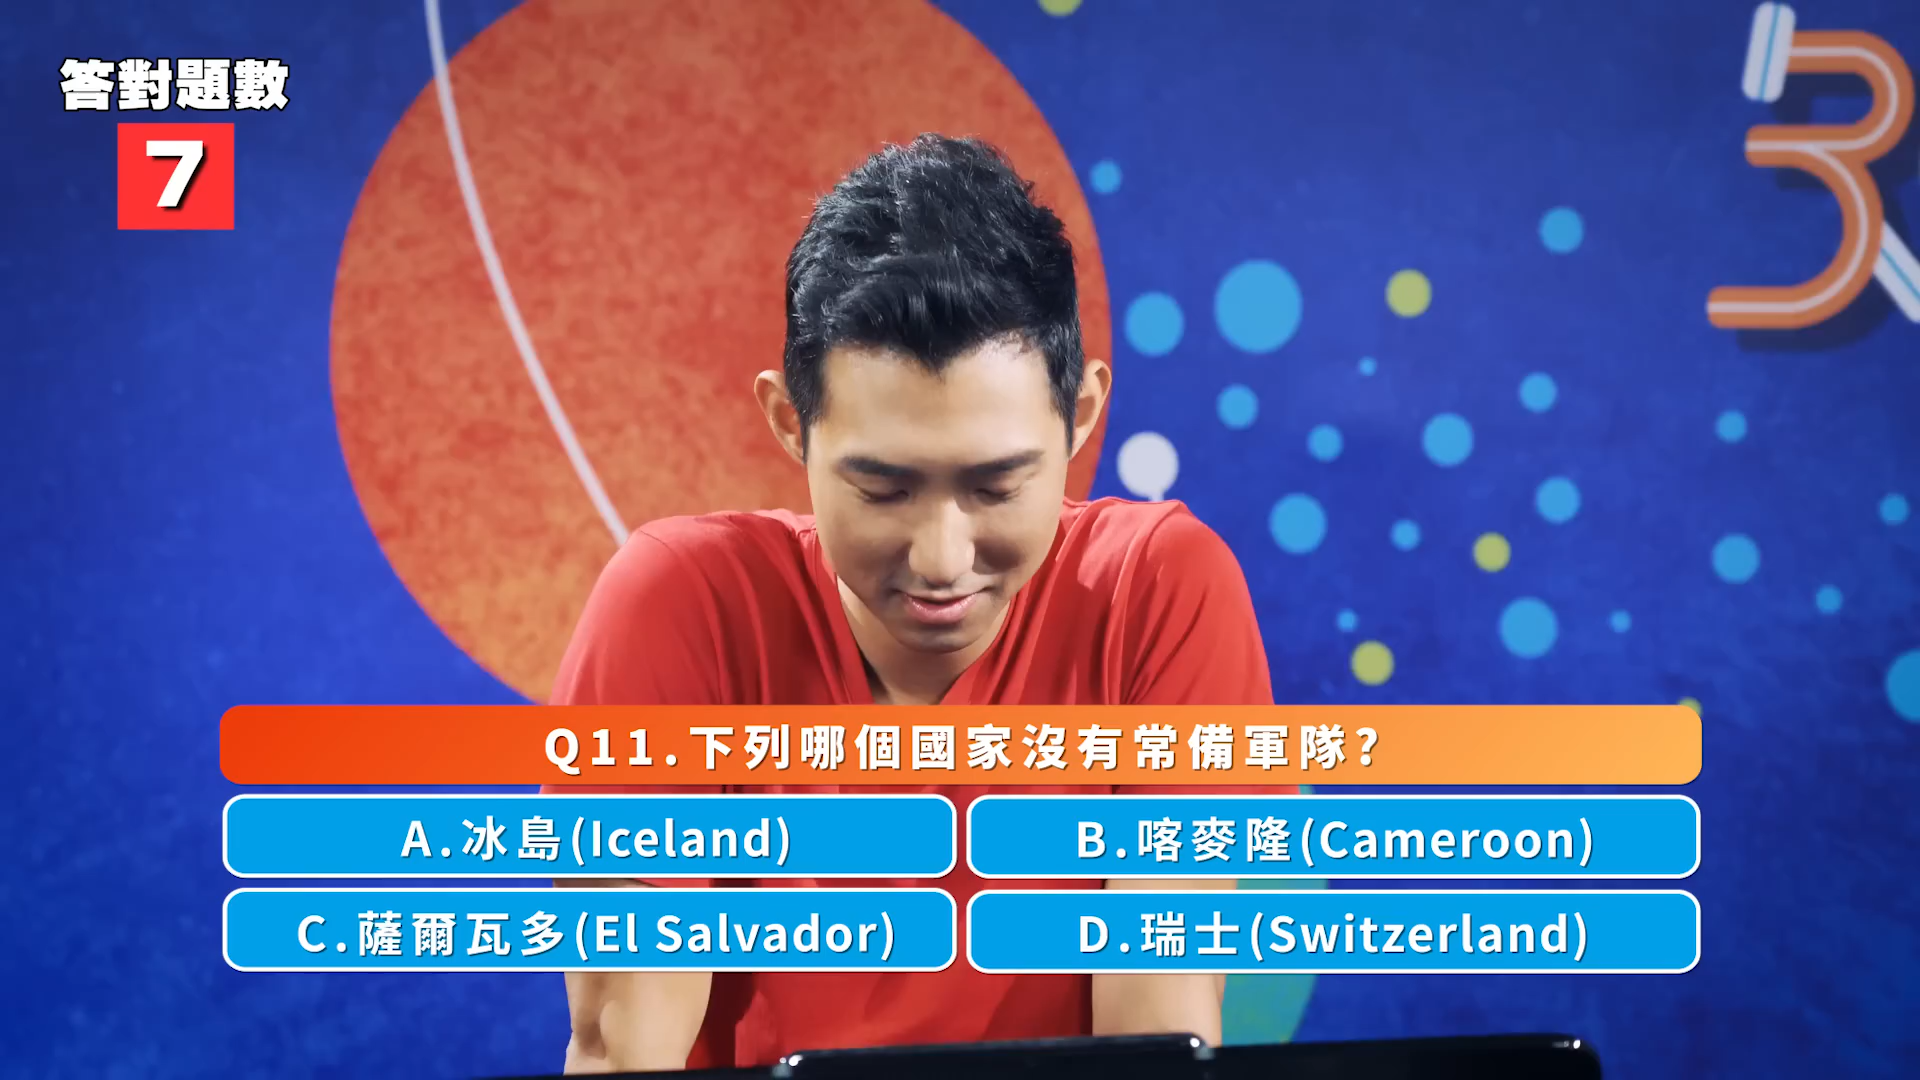 答對題數
7
Q11.下列哪個國家沒有常備軍隊?
A.冰島(Iceland)
B.喀麥隆(Cameroon)
C.薩爾瓦多(El Salvador)
D.瑞士(Switzerland)